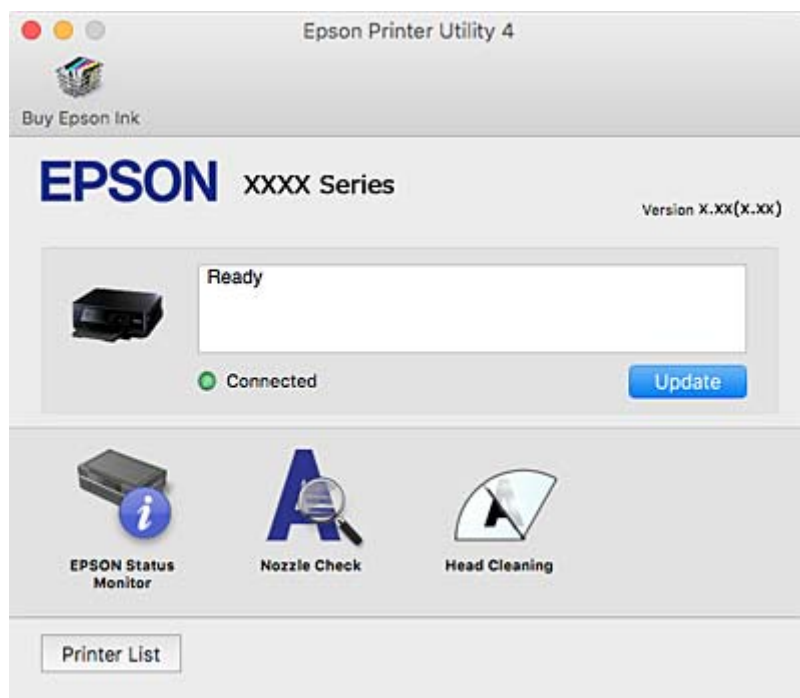 Epson Printer Utility 4
Buy Epson Ink
EPSON XXXX Series
Version X.XX(X.XX)
Ready
Connected
Update
EPSON Status
Monitor
Nozzle Check
Head Cleaning
Printer List